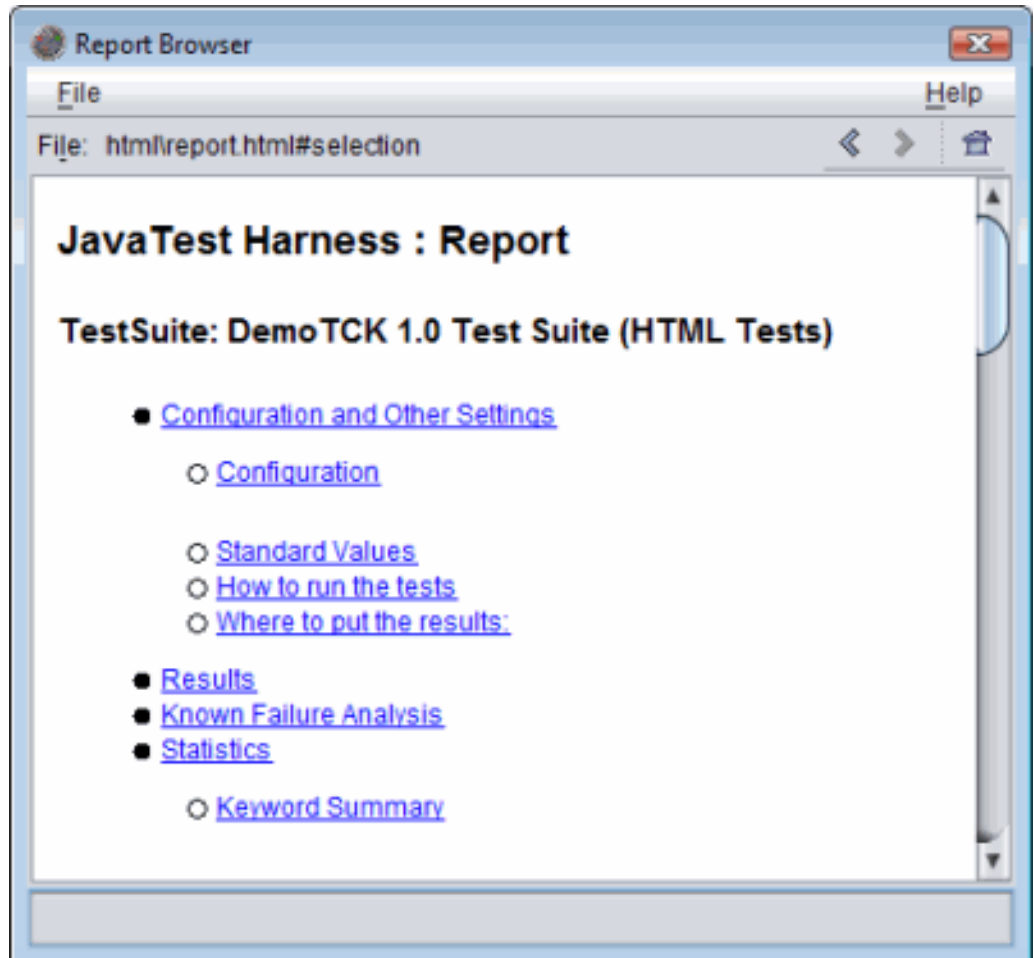 Report Browser
File Help
File: html\report.html#selection
JavaTest Harness : Report
TestSuite: DemoTCK 1.0 Test Suite (HTML Tests)
Configuration and Other Settings
Configuration
Standard Values
How to run the tests
Where to put the results:
Results
Known Failure Analysis
Statistics
Keyword Summary